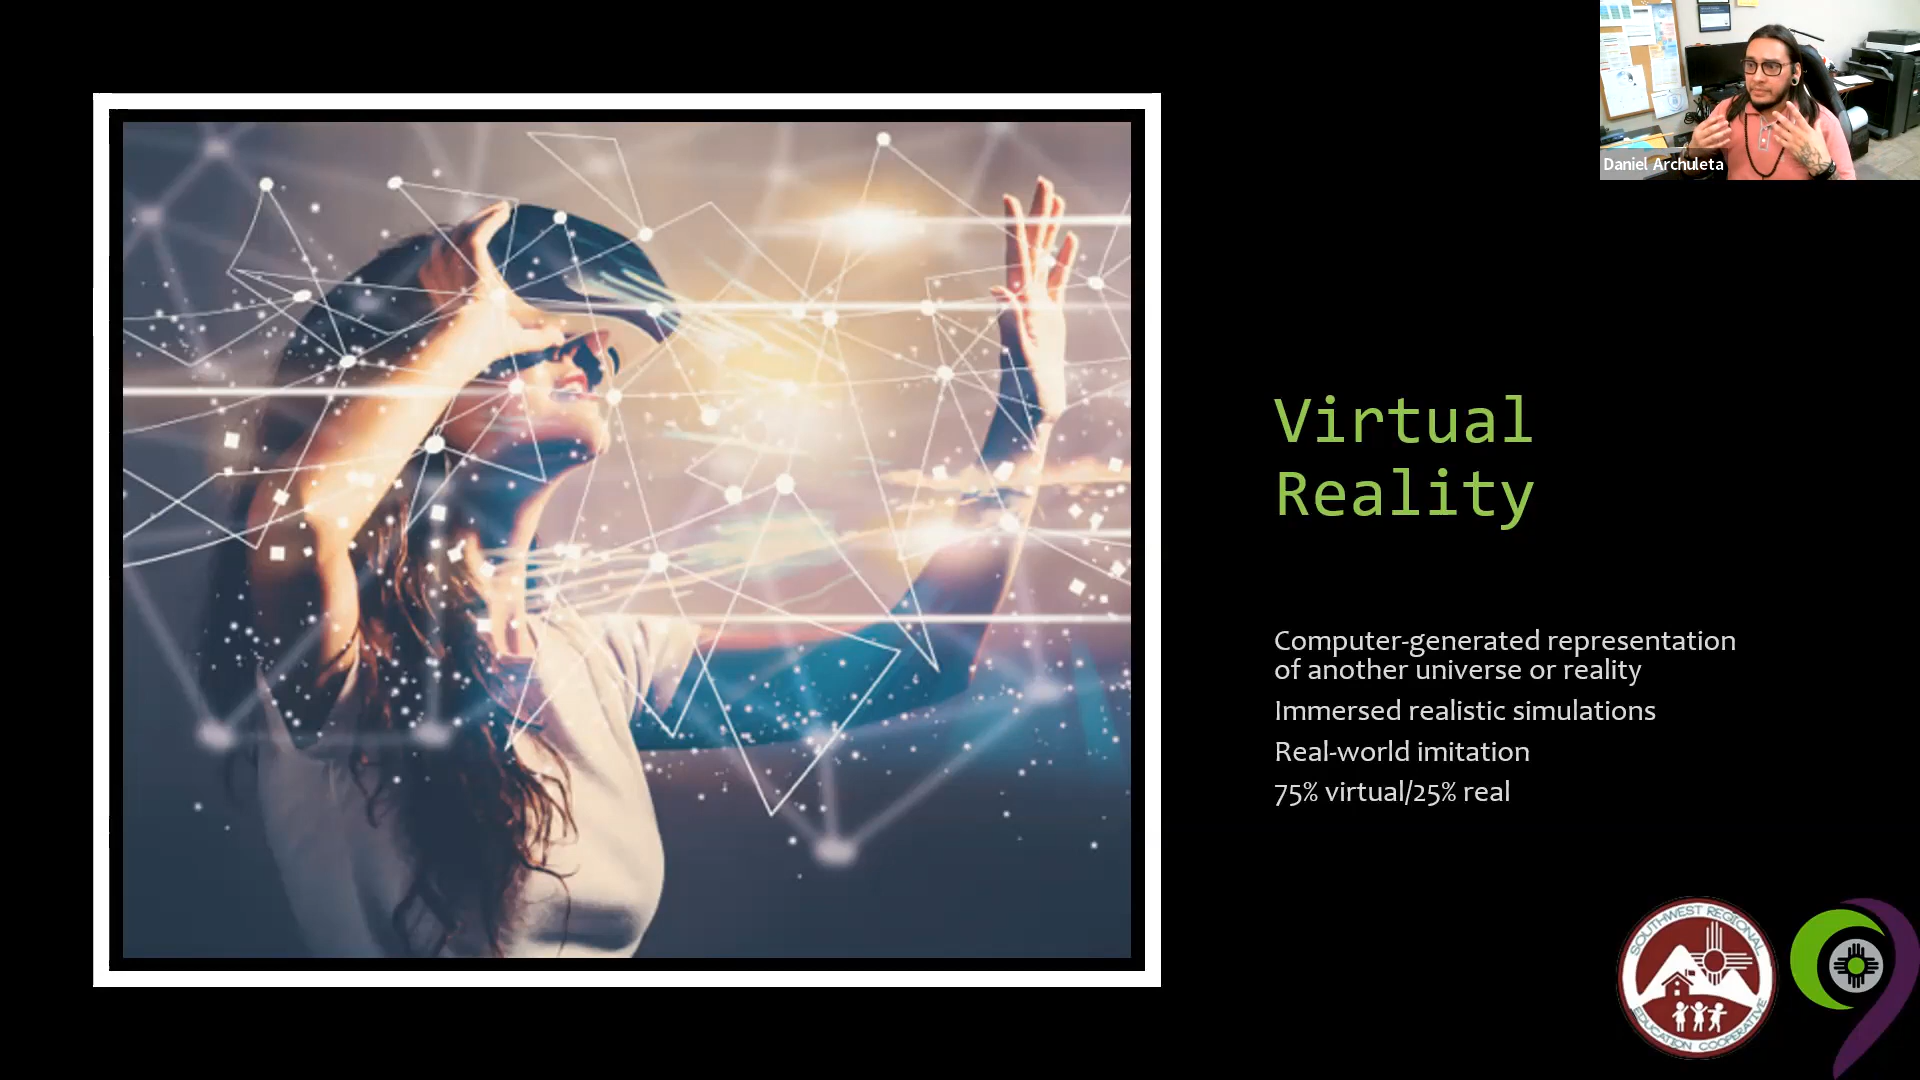 Daniel Archuleta
Virtual
Reality
Computer-generated representation
of another universe or reality
Immersed realistic simulations
Real-world imitation
75% virtual/25% real
SOUTHWEST REGIONAL
EDUCATION COOPERATIVE